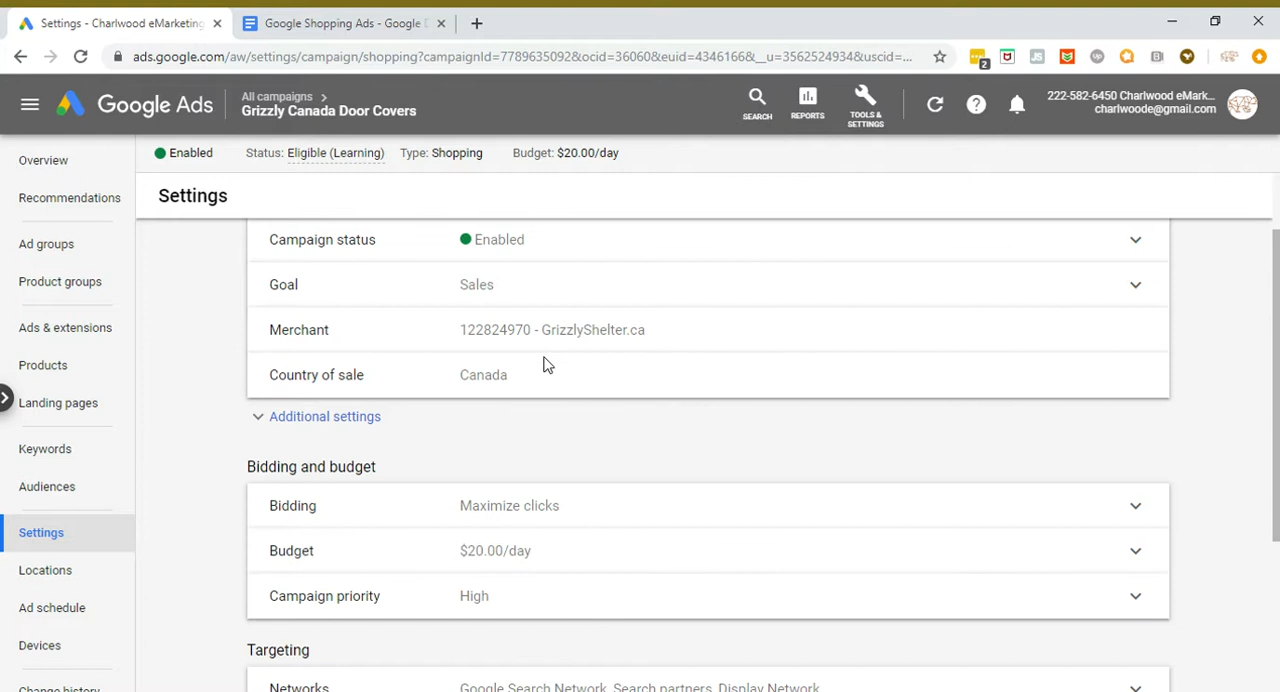 Settings - Charlwood eMarketing
Google Shopping Ads - Google D
ads.google.com/aw/settings/campaign/shopping?campaignId=7789635092&ocid=36060&euid=4346166&__u=3562524934&uscid=...
2
JS
Up
B|
Google Ads
All campaigns
Grizzly Canada Door Covers
SEARCH
REPORTS
TOOLS &
SETTINGS
222-582-6450 Charlwood eMark...
charlwoode@gmail.com
Overview
Recommendations
Ad groups
Product groups
Ads & extensions
Products
Landing pages
Keywords
Audiences
Settings
Locations
Ad schedule
Devices
Change history
Enabled Status: Eligible (Learning) Type: Shopping Budget: $20.00/day
Settings
Campaign status Enabled
Goal Sales
Merchant 122824970 - GrizzlyShelter.ca
Country of sale Canada
Additional settings
Bidding and budget
Bidding Maximize clicks
Budget $20.00/day
Campaign priority High
Targeting
Networks Google Search Network, Search partners, Display Network